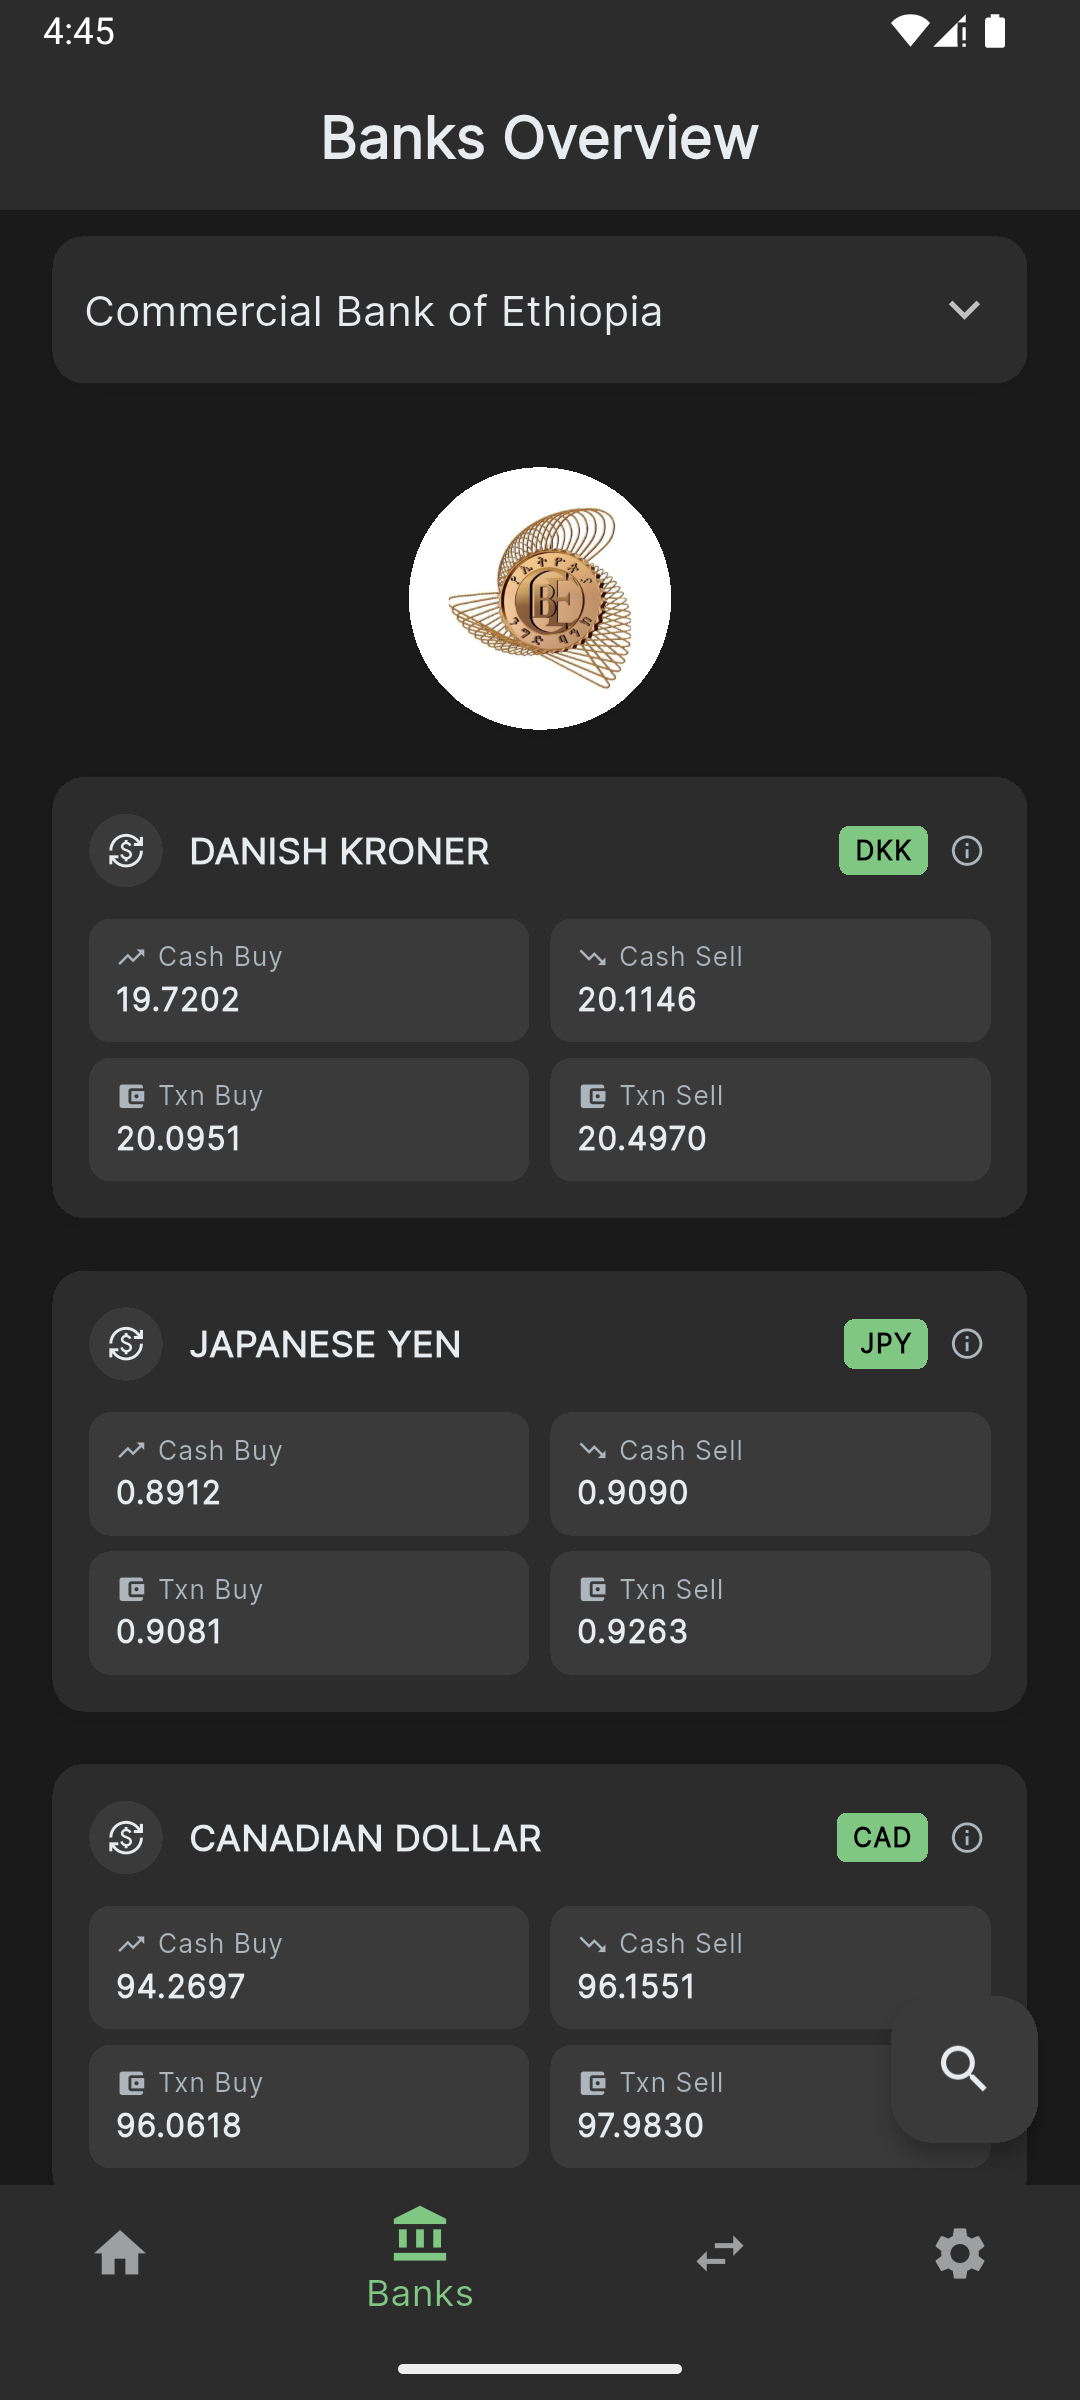 4:45
Banks Overview
Commercial Bank of Ethiopia
DANISH KRONER
DKK
Cash Buy
19.7202
Cash Sell
20.1146
Txn Buy
20.0951
Txn Sell
20.4970
JAPANESE YEN
JPY
Cash Buy
0.8912
Cash Sell
0.9090
Txn Buy
0.9081
Txn Sell
0.9263
CANADIAN DOLLAR
CAD
Cash Buy
94.2697
Cash Sell
96.1551
Txn Buy
96.0618
Txn Sell
97.9830
Banks